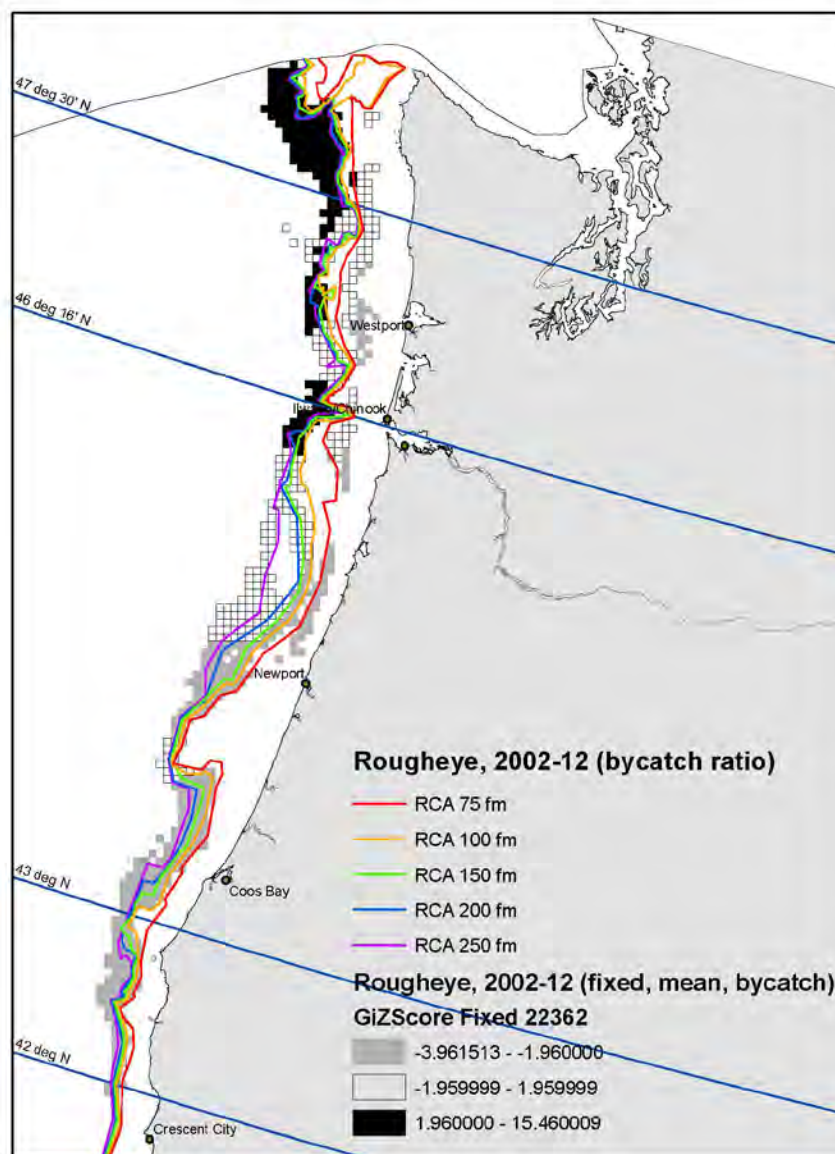 47 deg 30' N
46 deg 16' N
Westport
Chinook
Newport
Rougheye, 2002-12 (bycatch ratio)
RCA 75 fm
RCA 100 fm
RCA 150 fm
RCA 200 fm
RCA 250 fm
43 deg N
Coos Bay
Rougheye, 2002-12 (fixed, mean, bycatch)
GiZScore Fixed 22362
-3.961513 - -1.960000
-1.959999 - 1.959999
1.960000 - 15.460009
42 deg N
Crescent City